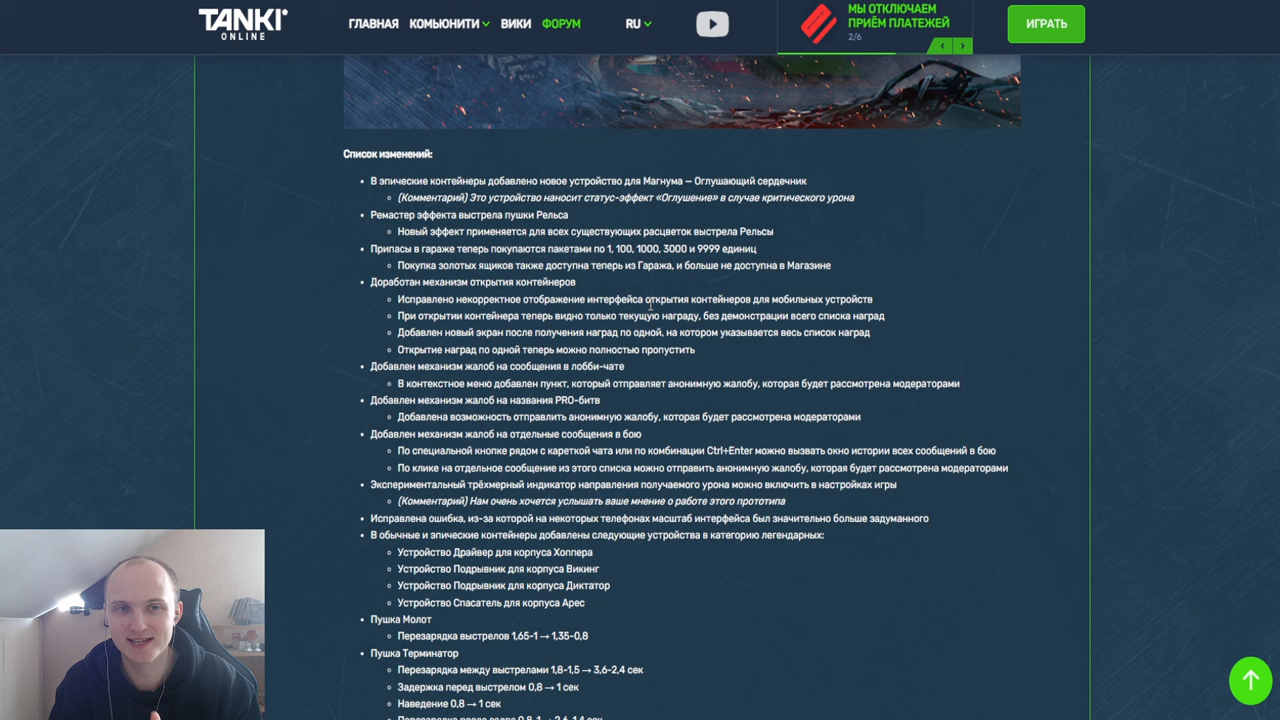 TANKI
ONLINE
ГЛАВНАЯ
КОМЬЮНИТИ
ВИКИ
ФОРУМ
RU
МЫ ОТКЛЮЧАЕМ
ПРИЁМ ПЛАТЕЖЕЙ
2/6
ИГРАТЬ
Список изменений:
В эпические контейнеры добавлено новое устройство для Магнума — Оглушающий сердечник
(Комментарий) Это устройство наносит статус-эффект «Оглушение» в случае критического урона
Ремастер эффекта выстрела пушки Рельса
Новый эффект применяется для всех существующих расцветок выстрела Рельсы
Припасы в гараже теперь покупаются пакетами по 1, 100, 1000, 3000 и 9999 единиц
Покупка золотых ящиков также доступна теперь из Гаража, и больше не доступна в Магазине
Доработан механизм открытия контейнеров
Исправлено некорректное отображение интерфейса открытия контейнеров для мобильных устройств
При открытии контейнера теперь видно только текущую награду, без демонстрации всего списка наград
Добавлен новый экран после получения наград по одной, на котором указывается весь список наград
Открытие наград по одной теперь можно полностью пропустить
Добавлен механизм жалоб на сообщения в лобби-чате
В контекстное меню добавлен пункт, который отправляет анонимную жалобу, которая будет рассмотрена модераторами
Добавлен механизм жалоб на названия PRO-битв
Добавлена возможность отправить анонимную жалобу, которая будет рассмотрена модераторами
Добавлен механизм жалоб на отдельные сообщения в бою
По специальной кнопке рядом с кареткой чата или по комбинации Ctrl+Enter можно вызвать окно истории всех сообщений в бою
По клике на отдельное сообщение из этого списка можно отправить анонимную жалобу, которая будет рассмотрена модераторами
Экспериментальный трёхмерный индикатор направления получаемого урона можно включить в настройках игры
(Комментарий) Нам очень хочется услышать ваше мнение о работе этого прототипа
Исправлена ошибка, из-за которой на некоторых телефонах масштаб интерфейса был значительно больше задуманного
В обычные и эпические контейнеры добавлены следующие устройства в категорию легендарных:
Устройство Драйвер для корпуса Хоппера
Устройство Подрывник для корпуса Викинг
Устройство Подрывник для корпуса Диктатор
Устройство Спасатель для корпуса Арес
Пушка Молот
Перезарядка выстрелов 1,65-1 → 1,35-0,8
Пушка Терминатор
Перезарядка между выстрелами 1,8-1,5 → 3,6-2,4 сек
Задержка перед выстрелом 0,8 → 1 сек
Наведение 0,8 → 1 сек
Перезарядка после залпа 0,8-1 → 2,6-1,4 сек